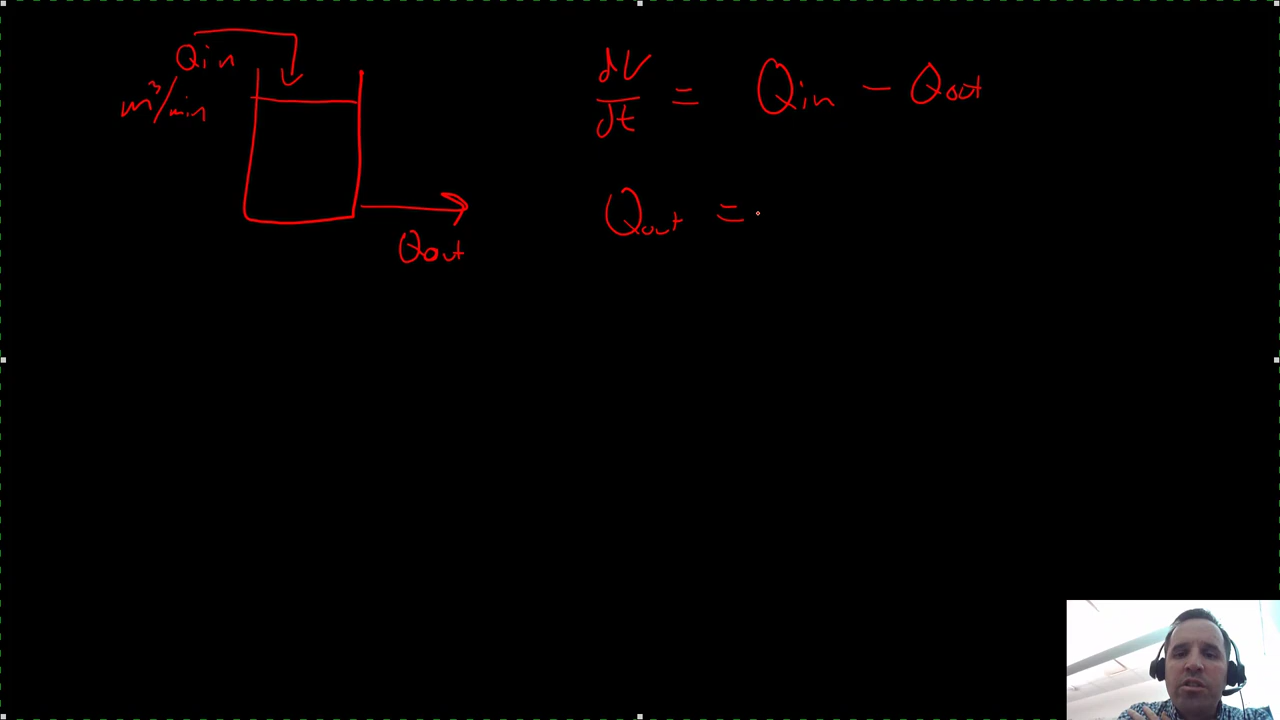 Qin
m³/min
Qout
dV/dt = Qin - Qout
Qout =